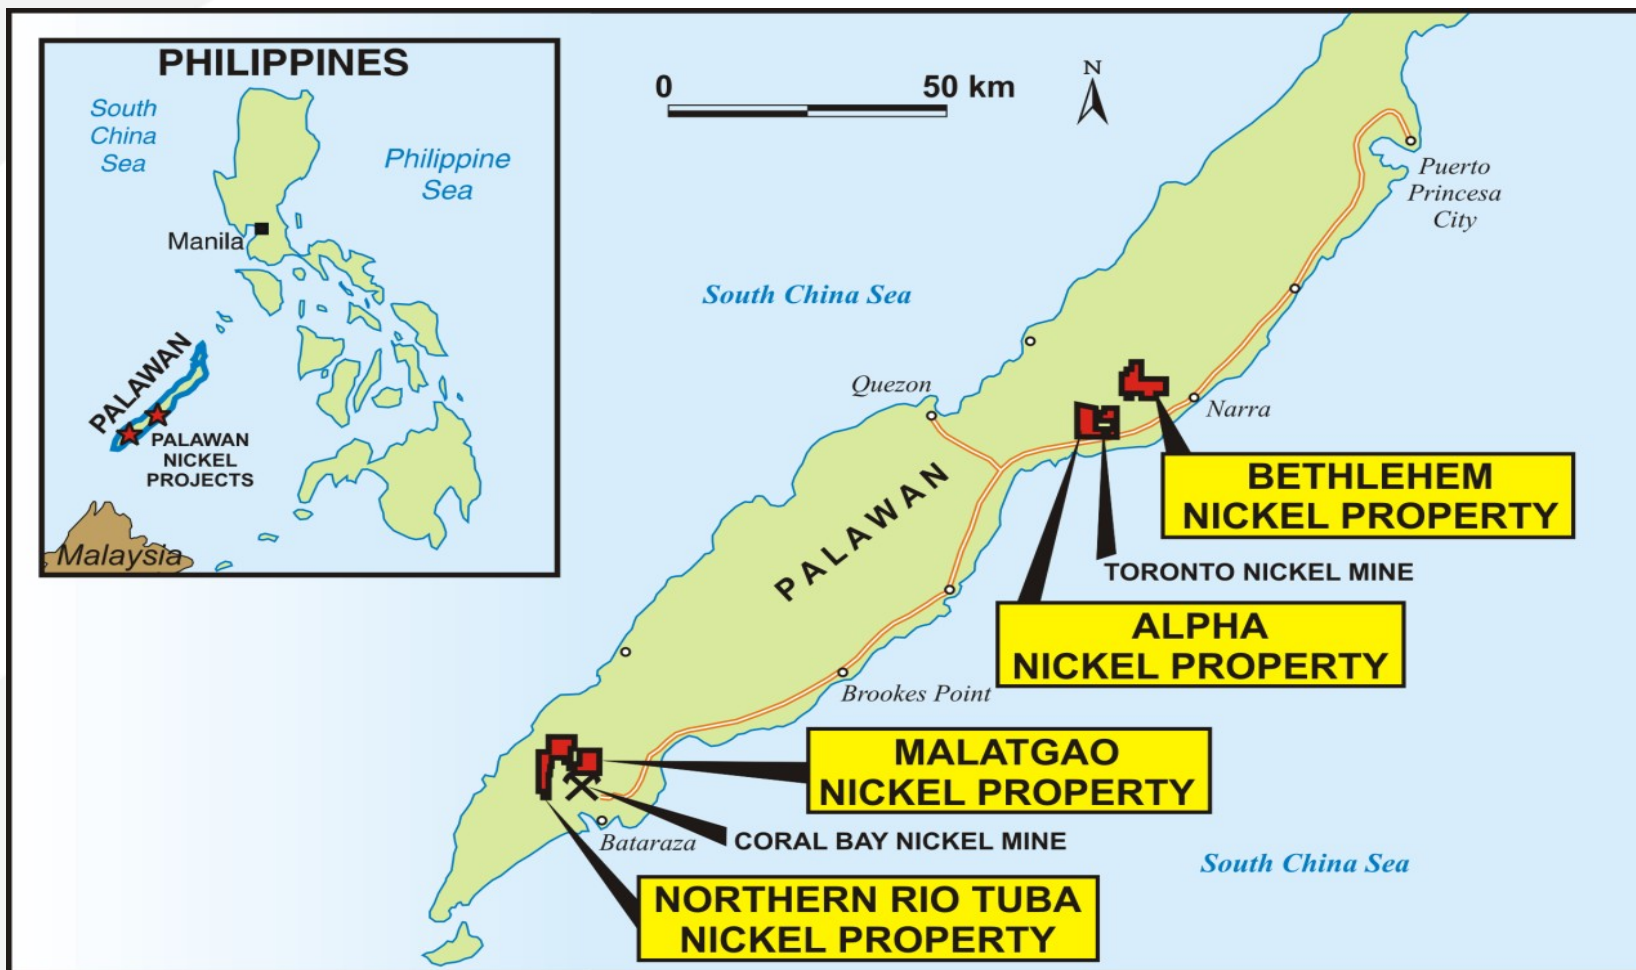 PHILIPPINES
South
China
Sea
Philippine
Sea
Manila
PALAWAN
PALAWAN
NICKEL
PROJECTS
Malaysia
0 50 km
N
Puerto
Princesa
City
South China Sea
Quezon
Narra
PALAWAN
BETHLEHEM
NICKEL PROPERTY
TORONTO NICKEL MINE
ALPHA
NICKEL PROPERTY
Brookes Point
MALATGAO
NICKEL PROPERTY
Bataraza
CORAL BAY NICKEL MINE
South China Sea
NORTHERN RIO TUBA
NICKEL PROPERTY